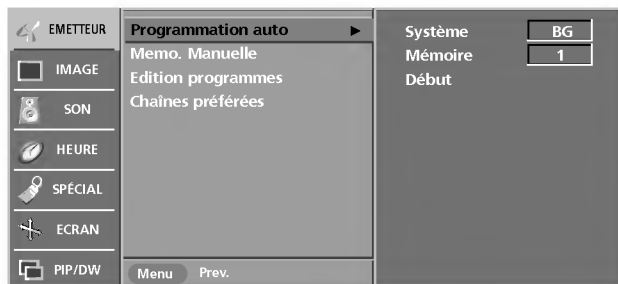 EMETTEUR
IMAGE
SON
HEURE
SPÉCIAL
ECRAN
PIP/DW
Programmation auto
Memo. Manuelle
Edition programmes
Chaînes préférées
Menu Prev.
Système BG
Mémoire 1
Début